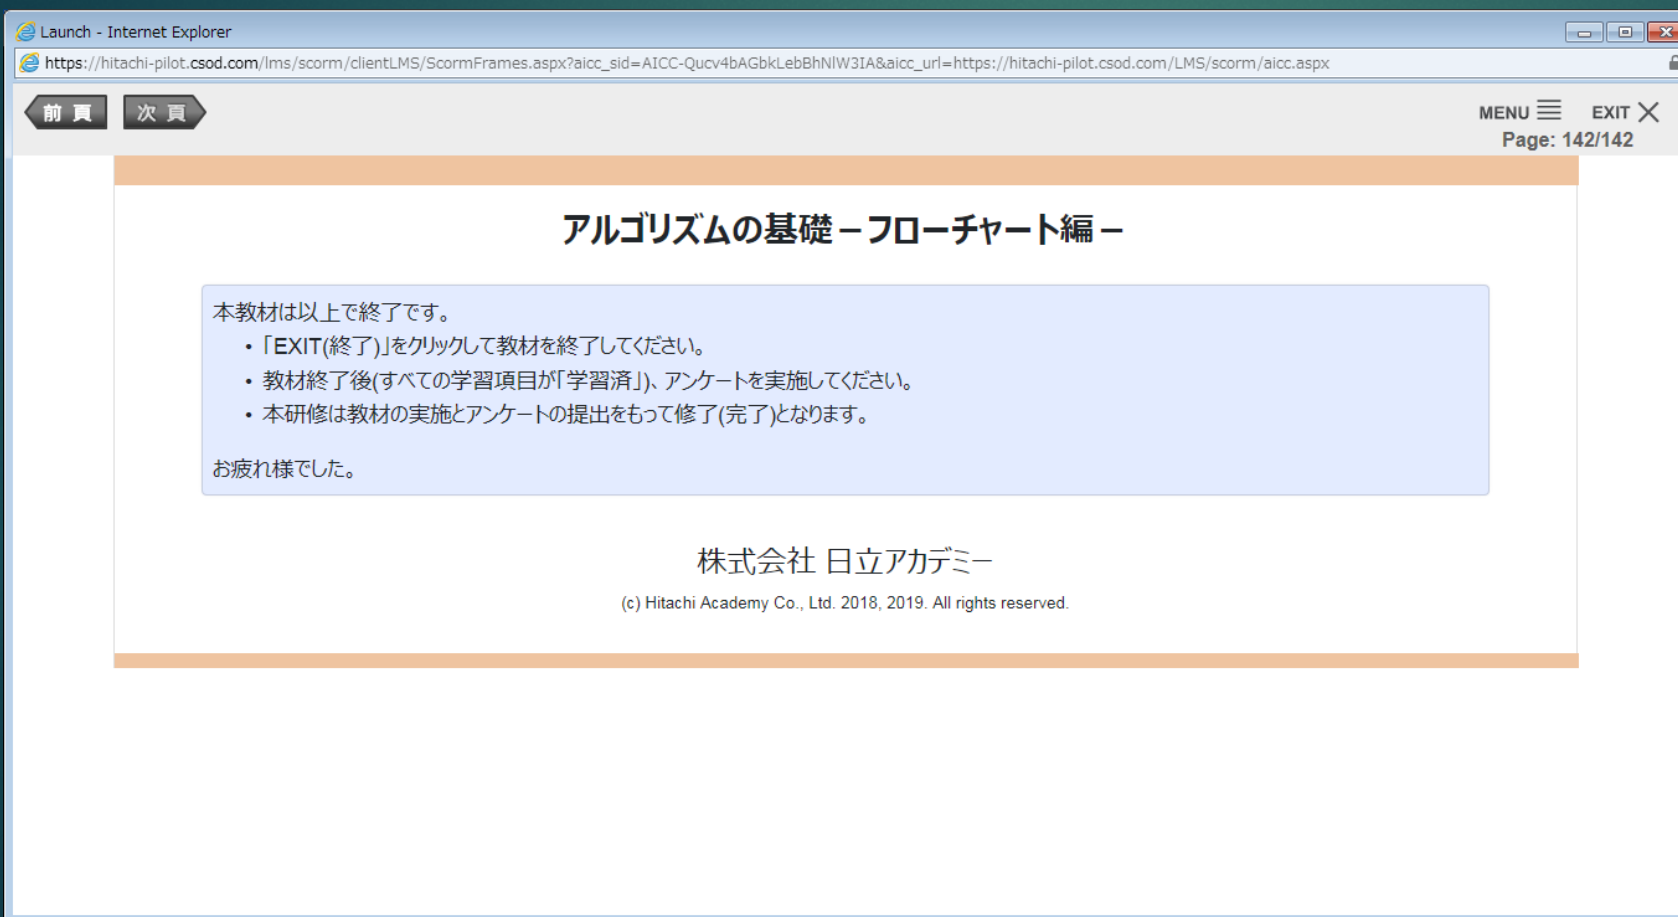 Launch - Internet Explorer
https://hitachi-pilot.csod.com/lms/scorm/clientLMS/ScormFrames.aspx?aicc_sid=AICC-Qucv4bAGbkLebBhNlW3IA&aicc_url=https://hitachi-pilot.csod.com/LMS/scorm/aicc.aspx
前 頁 次 頁 MENU EXIT
Page: 142/142
アルゴリズムの基礎－フローチャート編－
本教材は以上で終了です。
・「EXIT(終了)」をクリックして教材を終了してください。
・教材終了後(すべての学習項目が「学習済」)、アンケートを実施してください。
・本研修は教材の実施とアンケートの提出をもって修了(完了)となります。
お疲れ様でした。
株式会社 日立アカデミー
(c) Hitachi Academy Co., Ltd. 2018, 2019. All rights reserved.